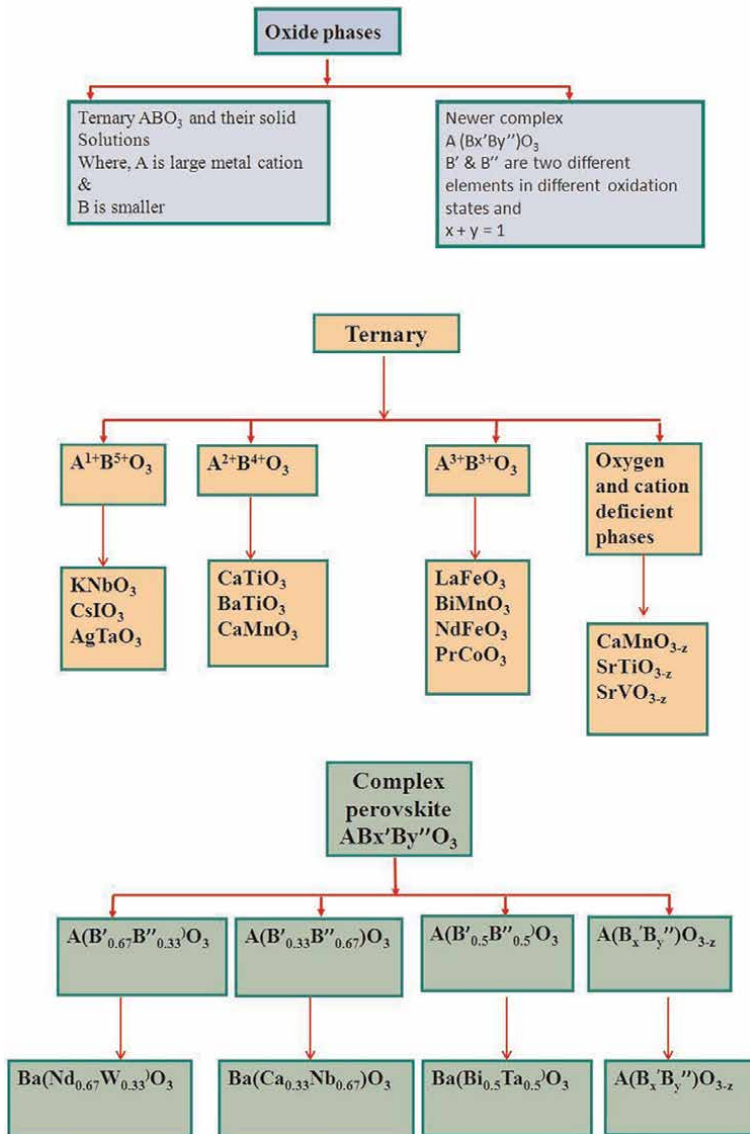 Oxide phases
Ternary ABO₃ and their solid
Solutions
Where, A is large metal cation
&
B is smaller
Newer complex
A (Bx′By′′)O₃
B′ & B′′ are two different
elements in different oxidation
states and
x + y = 1
Ternary
A¹⁺B⁵⁺O₃
A²⁺B⁴⁺O₃
A³⁺B³⁺O₃
Oxygen
and cation
deficient
phases
KNbO₃
CsIO₃
AgTaO₃
CaTiO₃
BaTiO₃
CaMnO₃
LaFeO₃
BiMnO₃
NdFeO₃
PrCoO₃
CaMnO₃₋z
SrTiO₃₋z
SrVO₃₋z
Complex
perovskite
ABx′By′′O₃
A(B′₀.₆₇B′′₀.₃₃)O₃
A(B′₀.₃₃B′′₀.₆₇)O₃
A(B′₀.₅B′′₀.₅)O₃
A(Bₓ′By′′)O₃₋z
Ba(Nd₀.₆₇W₀.₃₃)O₃
Ba(Ca₀.₃₃Nb₀.₆₇)O₃
Ba(Bi₀.₅Ta₀.₅)O₃
A(Bₓ′By′′)O₃₋z